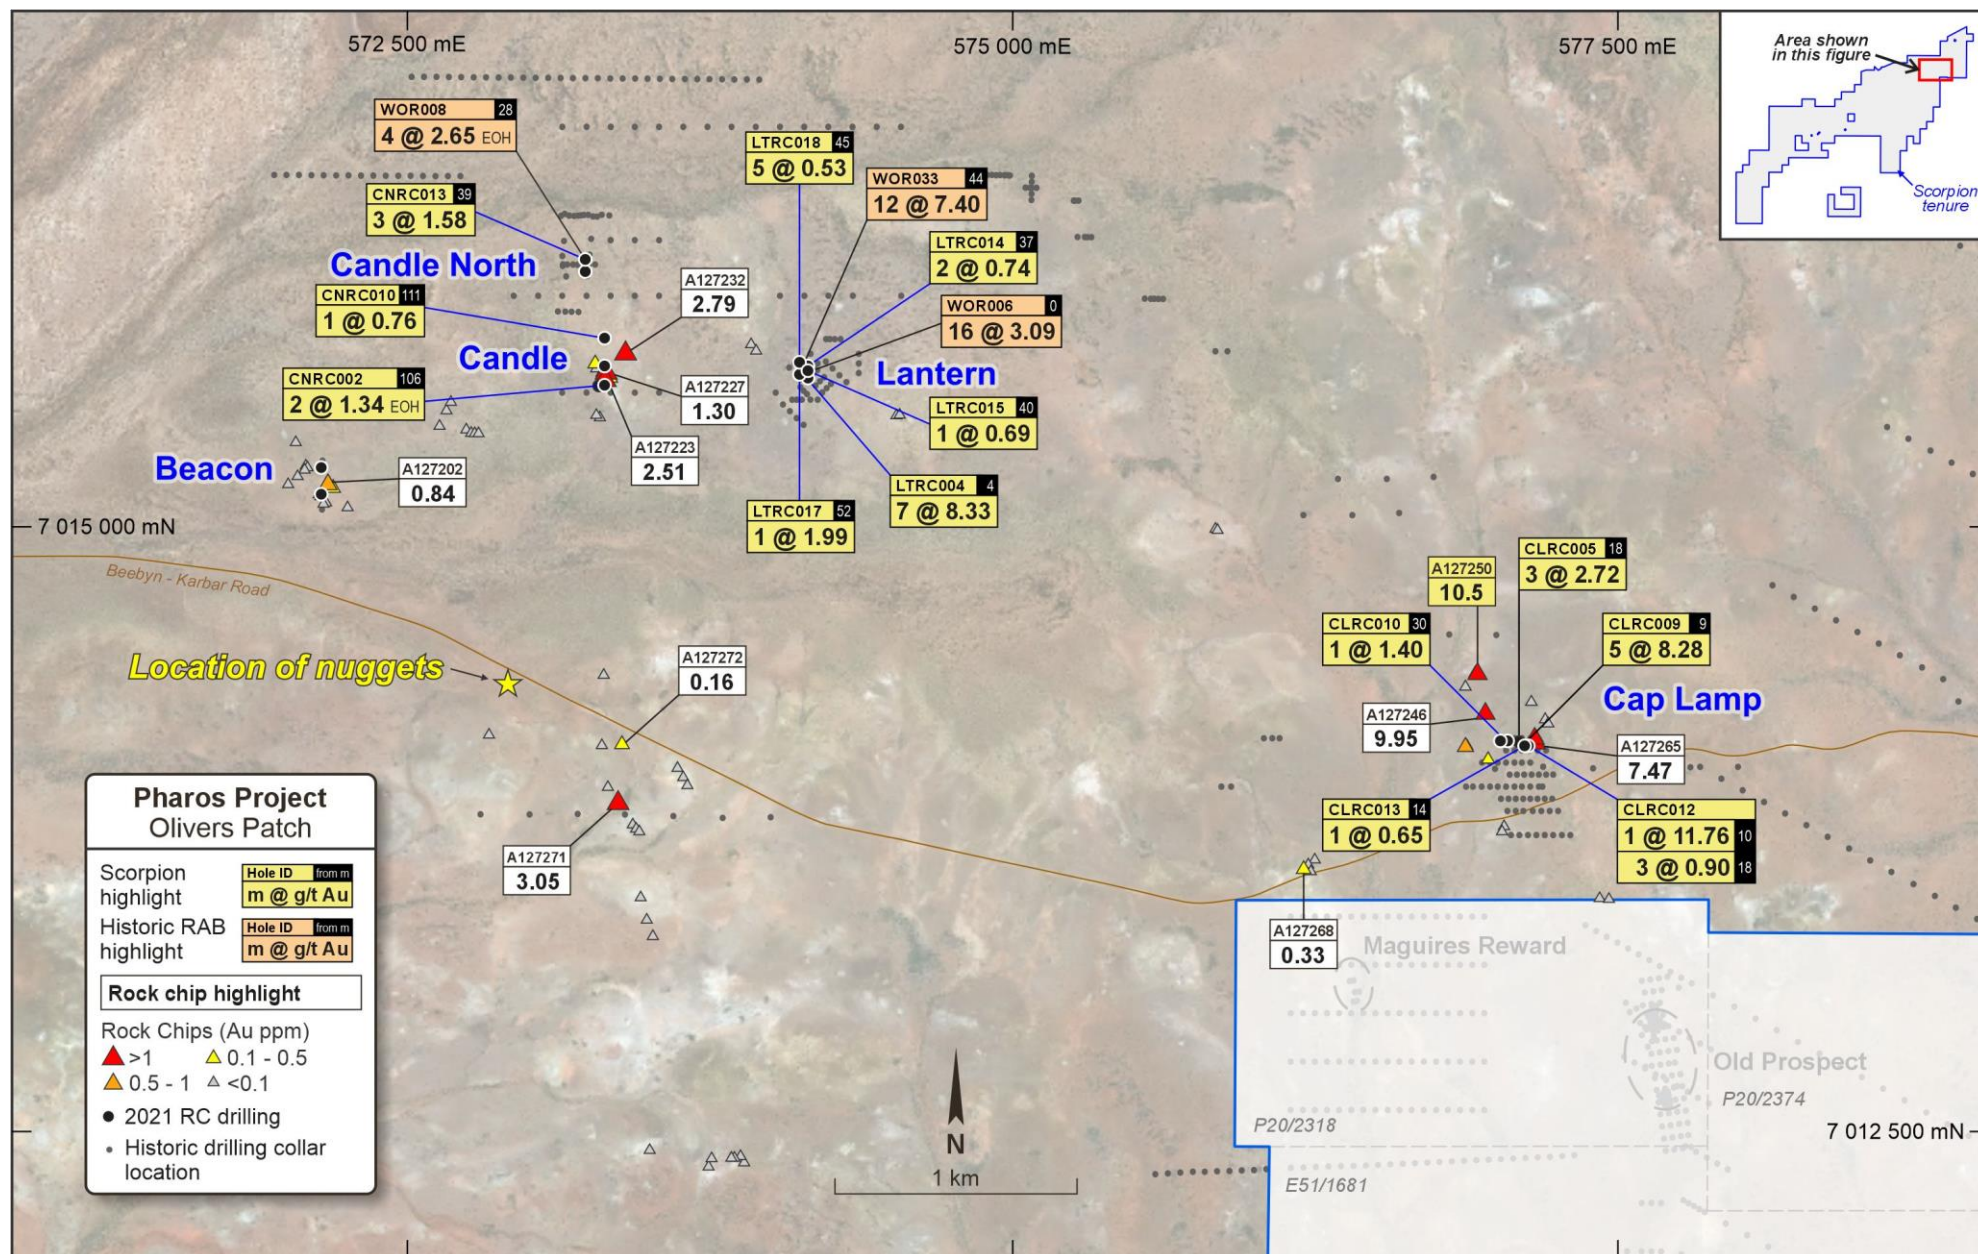 572 500 mE
575 000 mE
577 500 mE
Area shown
in this figure
Scorpion
tenure
WOR008 28
4 @ 2.65 EOH
LTRC018 45
5 @ 0.53
WOR033 44
12 @ 7.40
CNRC013 39
3 @ 1.58
LTRC014 37
2 @ 0.74
Candle North
A127232
2.79
CNRC010 111
1 @ 0.76
WOR006 0
16 @ 3.09
Candle
Lantern
CNRC002 106
2 @ 1.34 EOH
A127227
1.30
LTRC015 40
1 @ 0.69
A127223
2.51
Beacon
A127202
0.84
LTRC004 4
7 @ 8.33
LTRC017 52
1 @ 1.99
7 015 000 mN
Beebyn - Karbar Road
CLRC005 18
3 @ 2.72
A127250
10.5
CLRC010 30
1 @ 1.40
CLRC009 9
5 @ 8.28
Location of nuggets
A127272
0.16
Cap Lamp
A127246
9.95
A127265
7.47
CLRC013 14
1 @ 0.65
CLRC012
1 @ 11.76 10
3 @ 0.90 18
A127271
3.05
A127268
0.33
Maguires Reward
Old Prospect
P20/2374
P20/2318
7 012 500 mN
E51/1681
N
1 km
Pharos Project
Olivers Patch
Scorpion
highlight
Hole ID from m
m @ g/t Au
Historic RAB
highlight
Hole ID from m
m @ g/t Au
Rock chip highlight
Rock Chips (Au ppm)
>1
0.1 - 0.5
0.5 - 1
<0.1
2021 RC drilling
Historic drilling collar
location